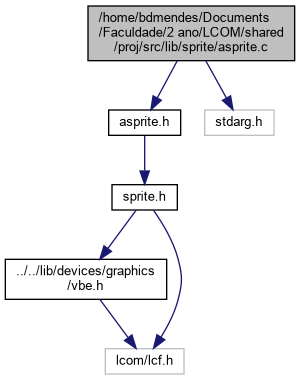 /home/bdmendes/Documents
/Faculdade/2 ano/LCOM/shared
/proj/src/lib/sprite/asprite.c
asprite.h
stdarg.h
sprite.h
../../lib/devices/graphics
/vbe.h
lcom/lcf.h